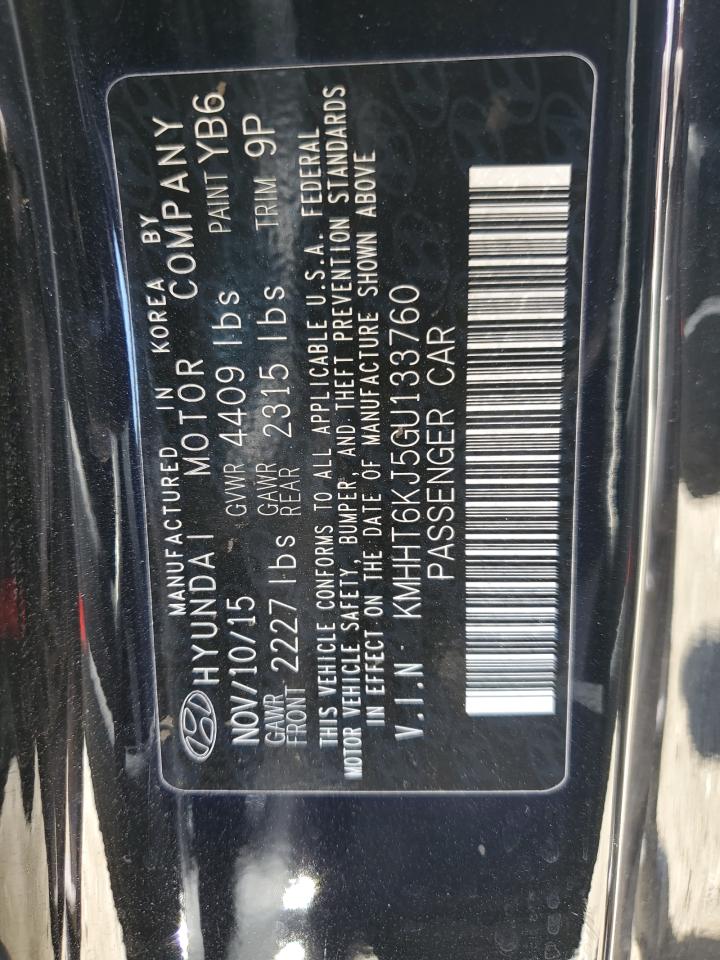 MANUFACTURED IN KOREA BY
HYUNDAI MOTOR COMPANY
NOV/10/15 GVWR 4409 lbs PAINT YB6
GAWR FRONT 2227 lbs GAWR REAR 2315 lbs TRIM 9P
THIS VEHICLE CONFORMS TO ALL APPLICABLE U.S.A. FEDERAL
MOTOR VEHICLE SAFETY, BUMPER, AND THEFT PREVENTION STANDARDS
IN EFFECT ON THE DATE OF MANUFACTURE SHOWN ABOVE
V.I.N · KMHHT6KJ5GU133760
PASSENGER CAR